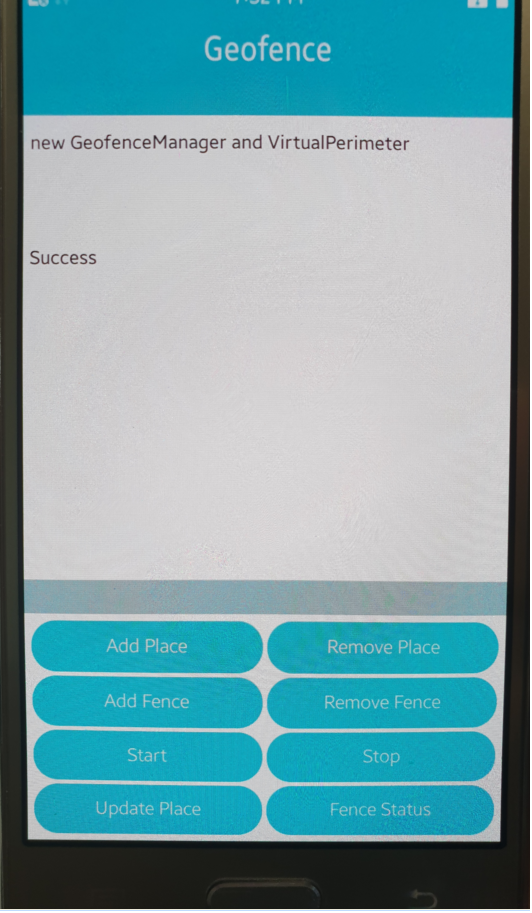 Geofence
new GeofenceManager and VirtualPerimeter
Success
Add Place
Remove Place
Add Fence
Remove Fence
Start
Stop
Update Place
Fence Status